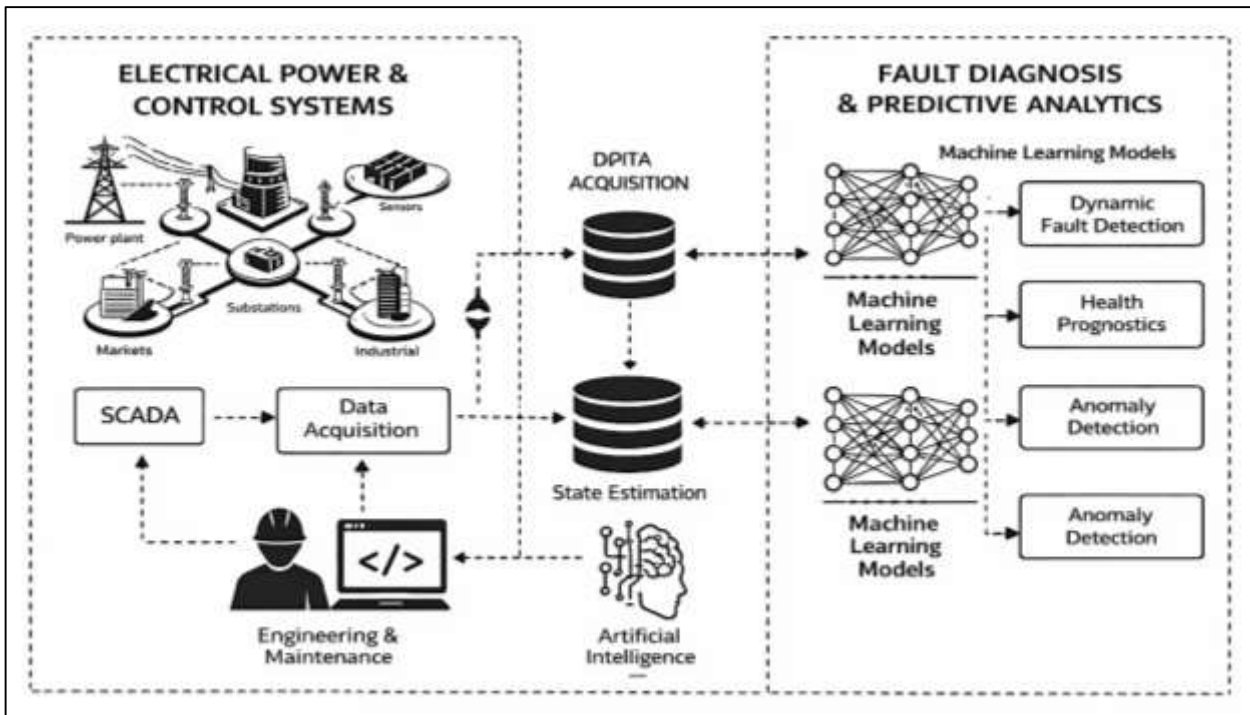 ELECTRICAL POWER &
CONTROL SYSTEMS
Power plant
Sensors
Substations
Markets
Industrial
SCADA
Data
Acquisition
</>
Engineering &
Maintenance
DPITA
ACQUISITION
State Estimation
Artificial
Intelligence
FAULT DIAGNOSIS
& PREDICTIVE ANALYTICS
Machine Learning Models
Machine
Learning
Models
Dynamic
Fault Detection
Health
Prognostics
Machine
Learning
Models
Anomaly
Detection
Anomaly
Detection